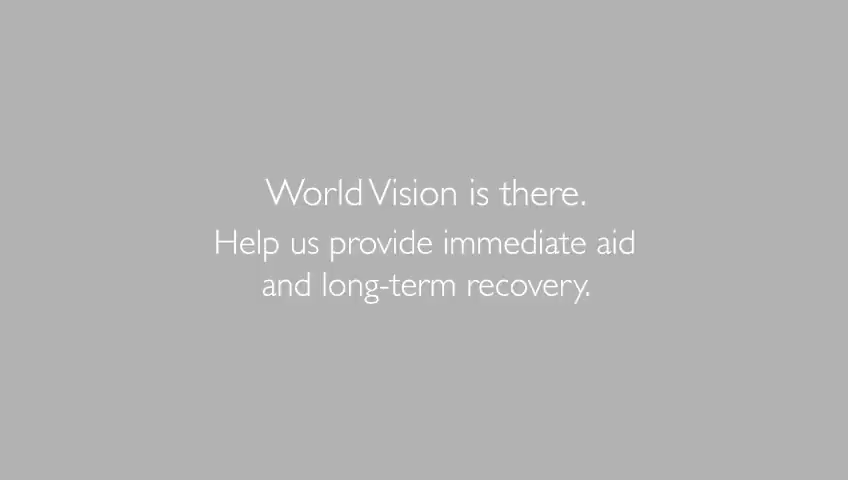 World Vision is there.
Help us provide immediate aid
and long-term recovery.